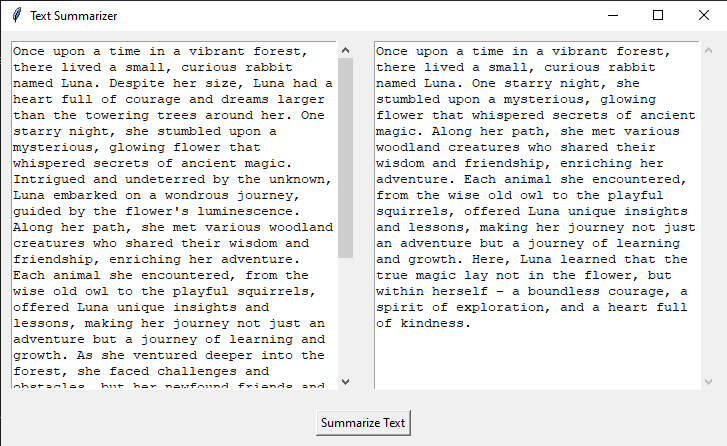 Text Summarizer
Once upon a time in a vibrant forest,
there lived a small, curious rabbit
named Luna. Despite her size, Luna had a
heart full of courage and dreams larger
than the towering trees around her. One
starry night, she stumbled upon a
mysterious, glowing flower that
whispered secrets of ancient magic.
Intrigued and undeterred by the unknown,
Luna embarked on a wondrous journey,
guided by the flower's luminescence.
Along her path, she met various woodland
creatures who shared their wisdom and
friendship, enriching her adventure.
Each animal she encountered, from the
wise old owl to the playful squirrels,
offered Luna unique insights and
lessons, making her journey not just an
adventure but a journey of learning and
growth. As she ventured deeper into the
forest, she faced challenges and
obstacles, but her newfound friends and
Once upon a time in a vibrant forest,
there lived a small, curious rabbit
named Luna. One starry night, she
stumbled upon a mysterious, glowing
flower that whispered secrets of ancient
magic. Along her path, she met various
woodland creatures who shared their
wisdom and friendship, enriching her
adventure. Each animal she encountered,
from the wise old owl to the playful
squirrels, offered Luna unique insights
and lessons, making her journey not just
an adventure but a journey of learning
and growth. Here, Luna learned that the
true magic lay not in the flower, but
within herself – a boundless courage, a
spirit of exploration, and a heart full
of kindness.
Summarize Text